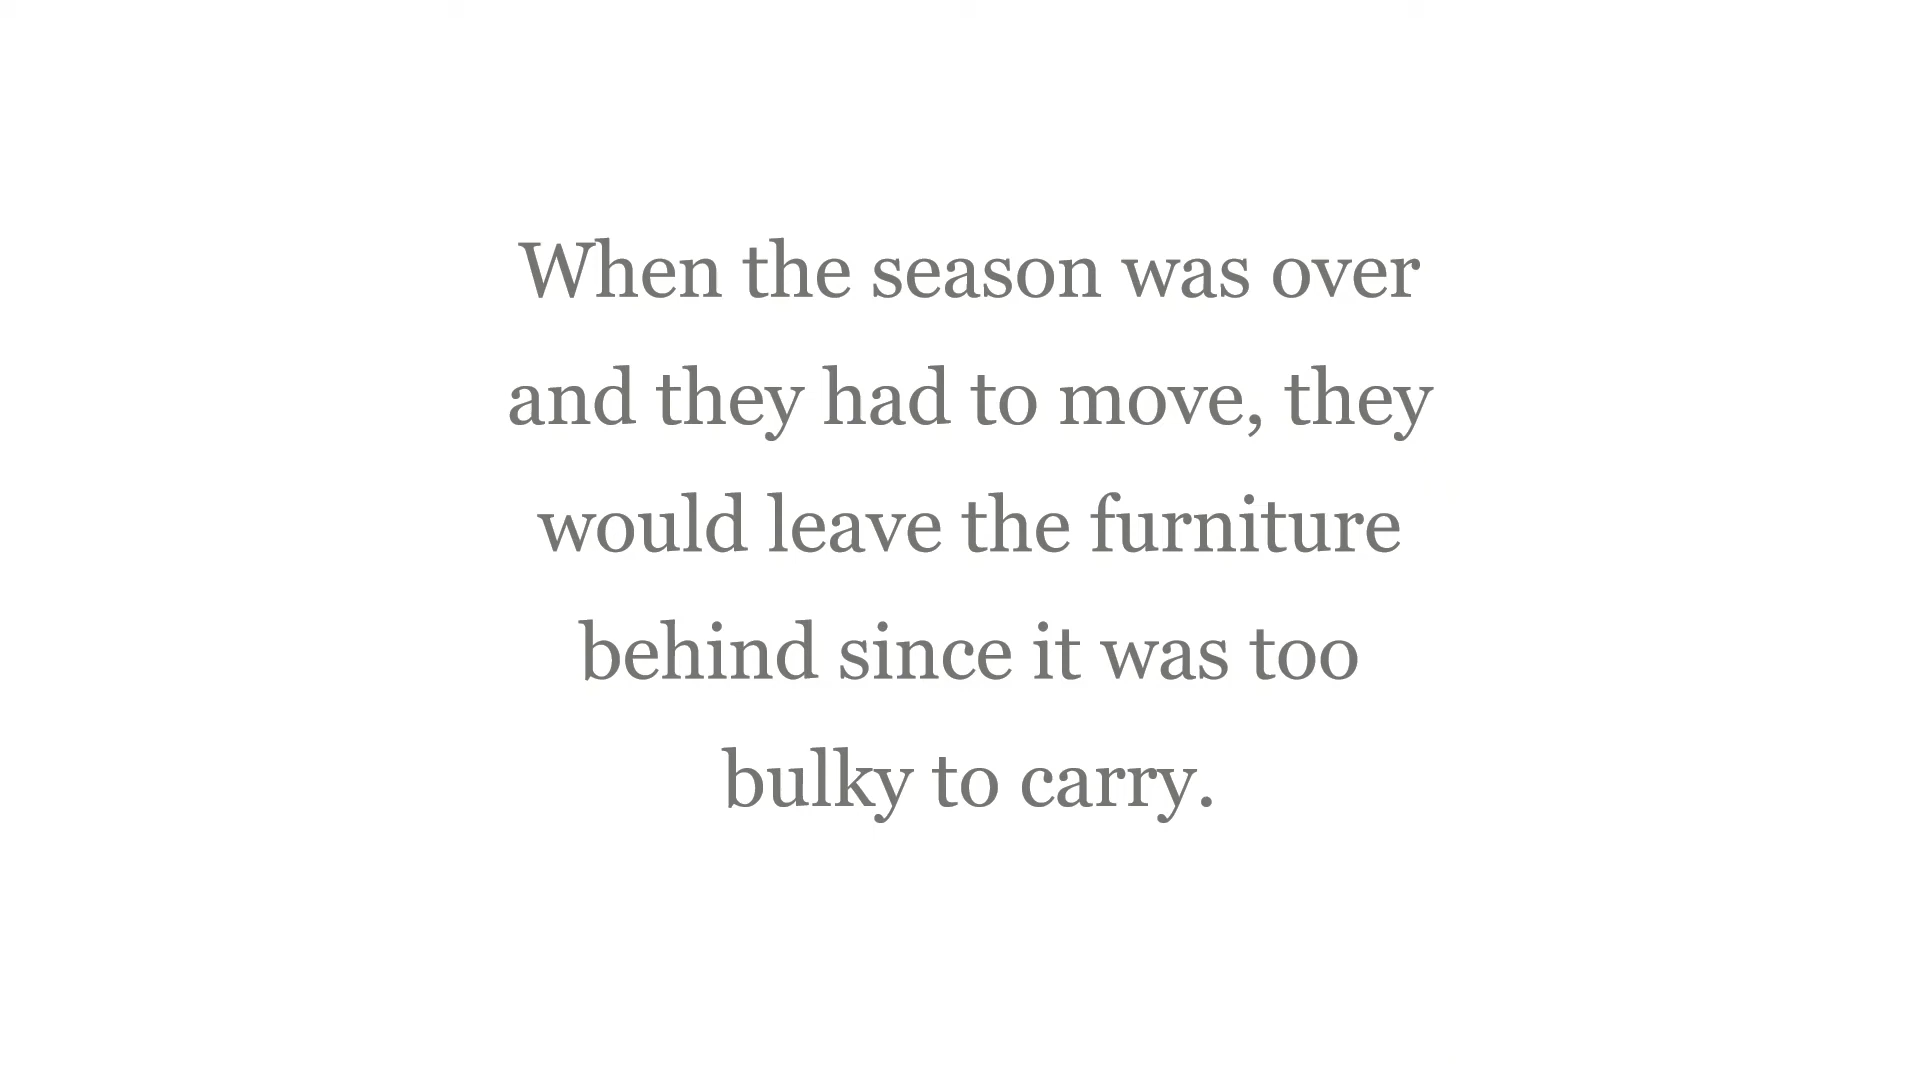 When the season was over
and they had to move, they
would leave the furniture
behind since it was too
bulky to carry.